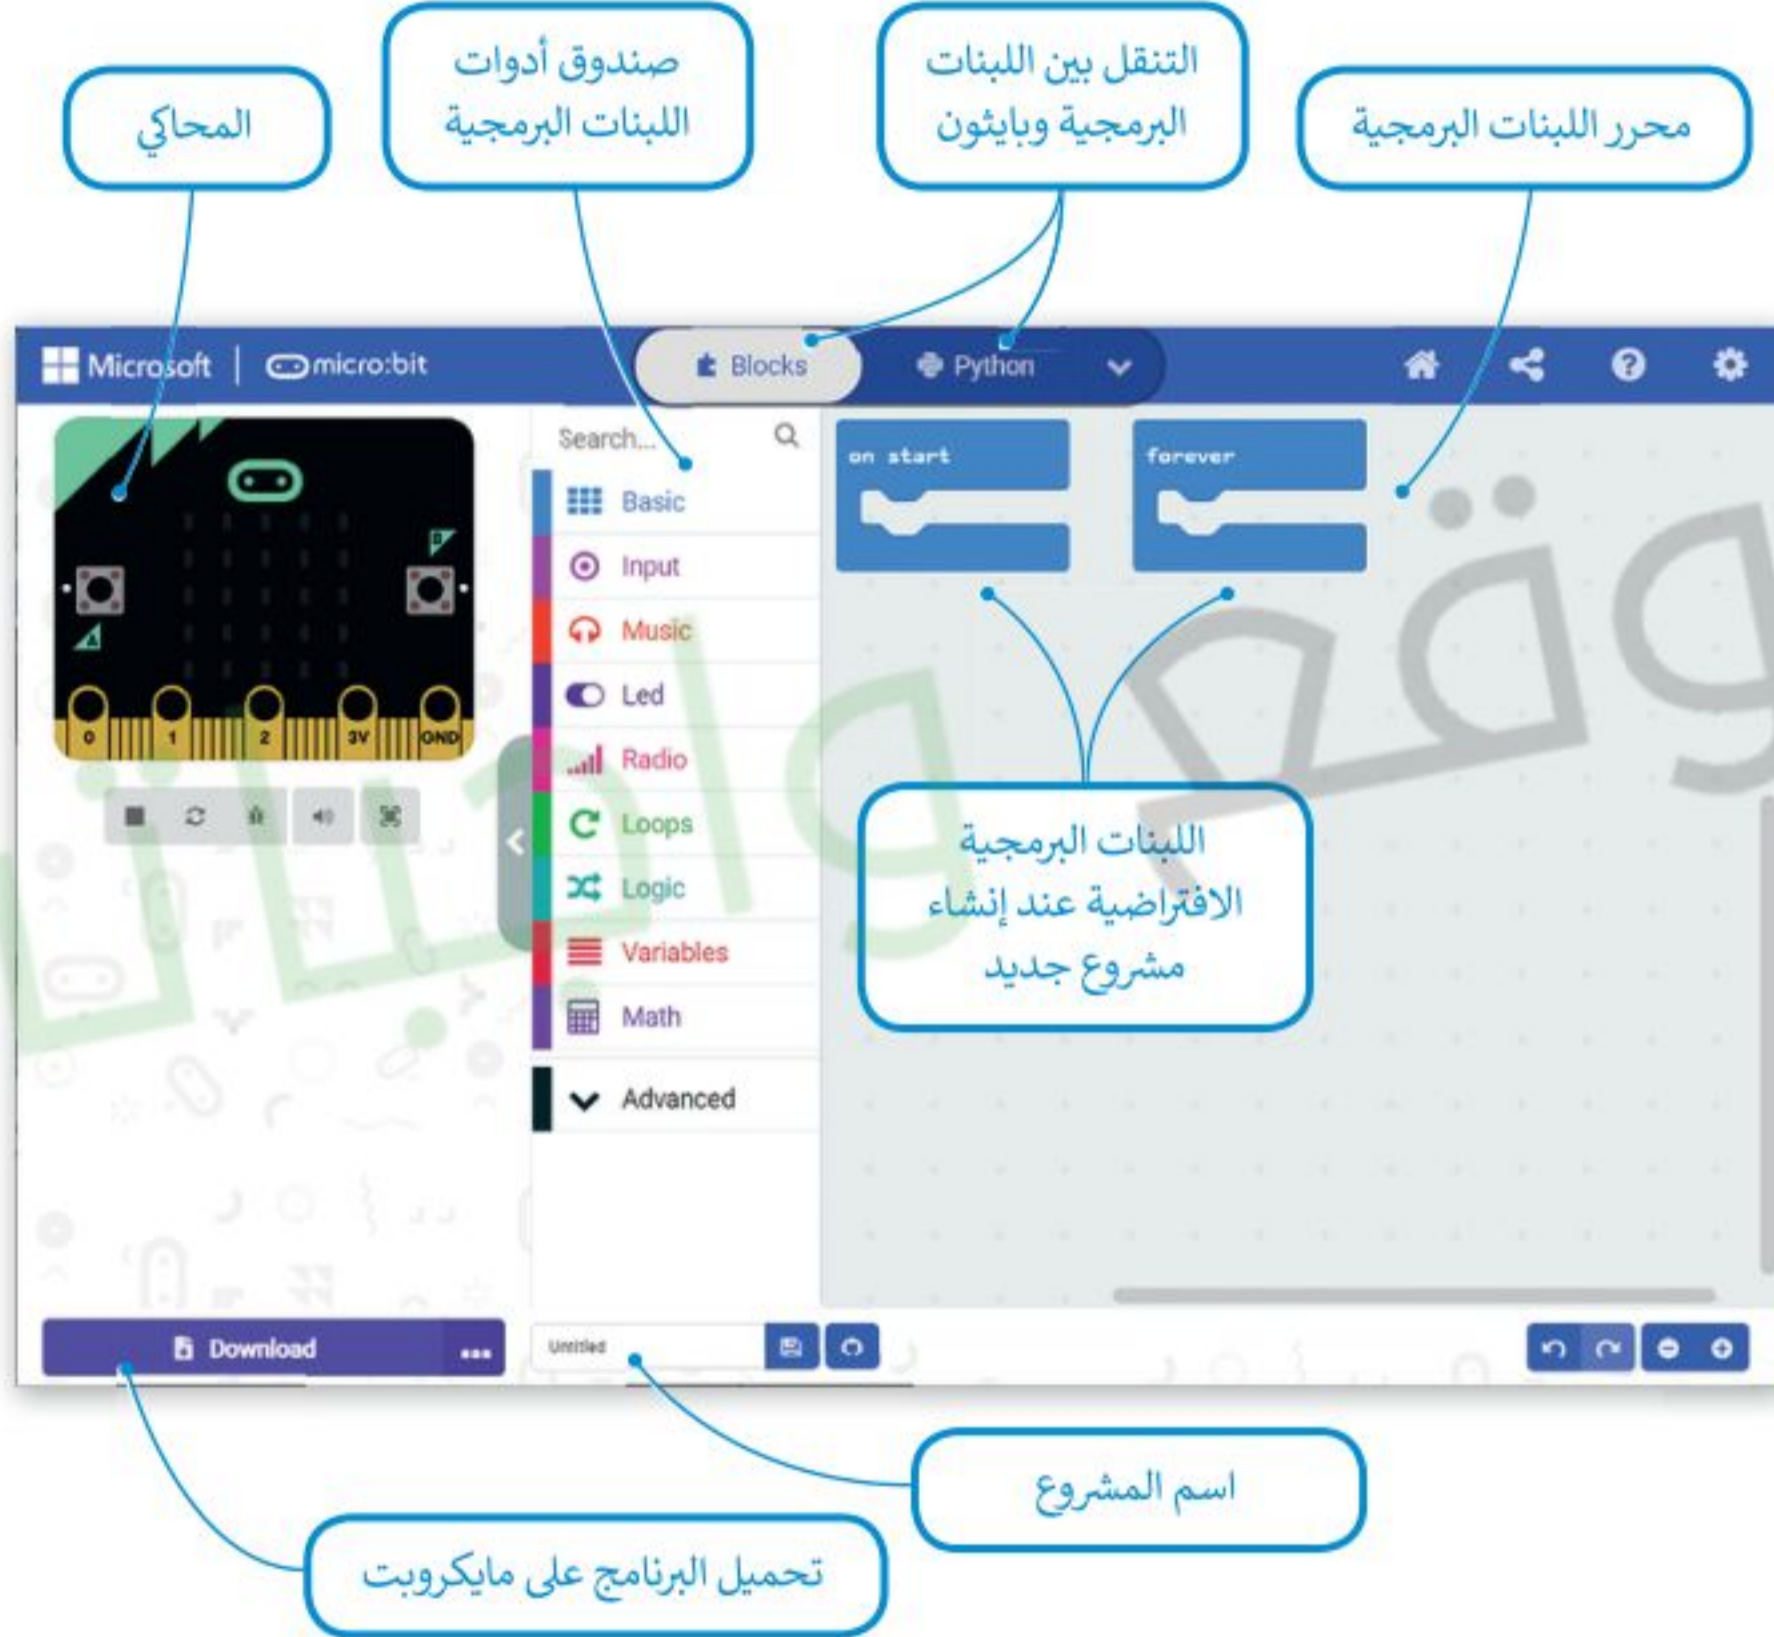 محرر اللبنات البرمجية
التنقل بين اللبنات
البرمجية وبايثون
صندوق أدوات
اللبنات البرمجية
المحاكي
Microsoft | micro:bit
Blocks
Python
Search...
Basic
Input
Music
Led
Radio
Loops
Logic
Variables
Math
Advanced
on start
forever
A
B
0 1 2 3V GND
اللبنات البرمجية
الافتراضية عند إنشاء
مشروع جديد
Download
Untitled
اسم المشروع
تحميل البرنامج على مايكروبت
موقع
واجباتي